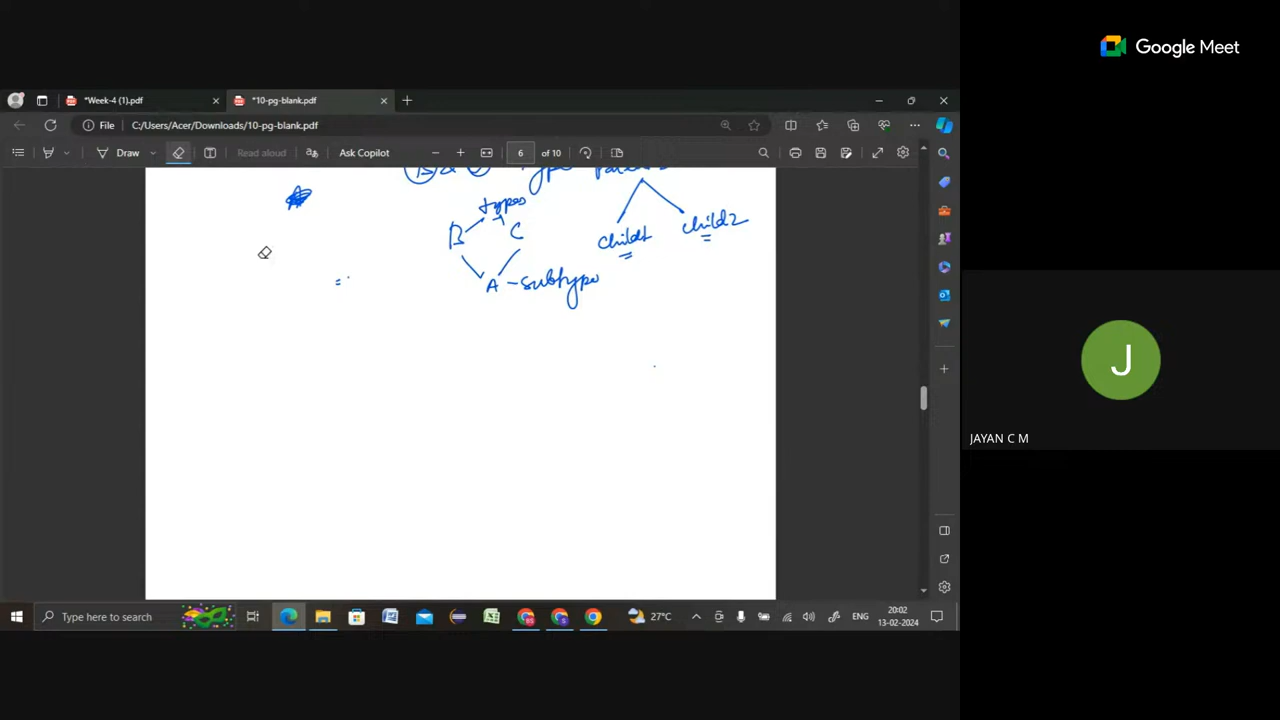 Google Meet
*Week-4 (1).pdf
*10-pg-blank.pdf
File
C:/Users/Acer/Downloads/10-pg-blank.pdf
Draw
Read aloud
Ask Copilot
6 of 10
B
types
B C
child1 child2
A - subtype
J
JAYAN C M
Type here to search
27°C
ENG
20:02
13-02-2024